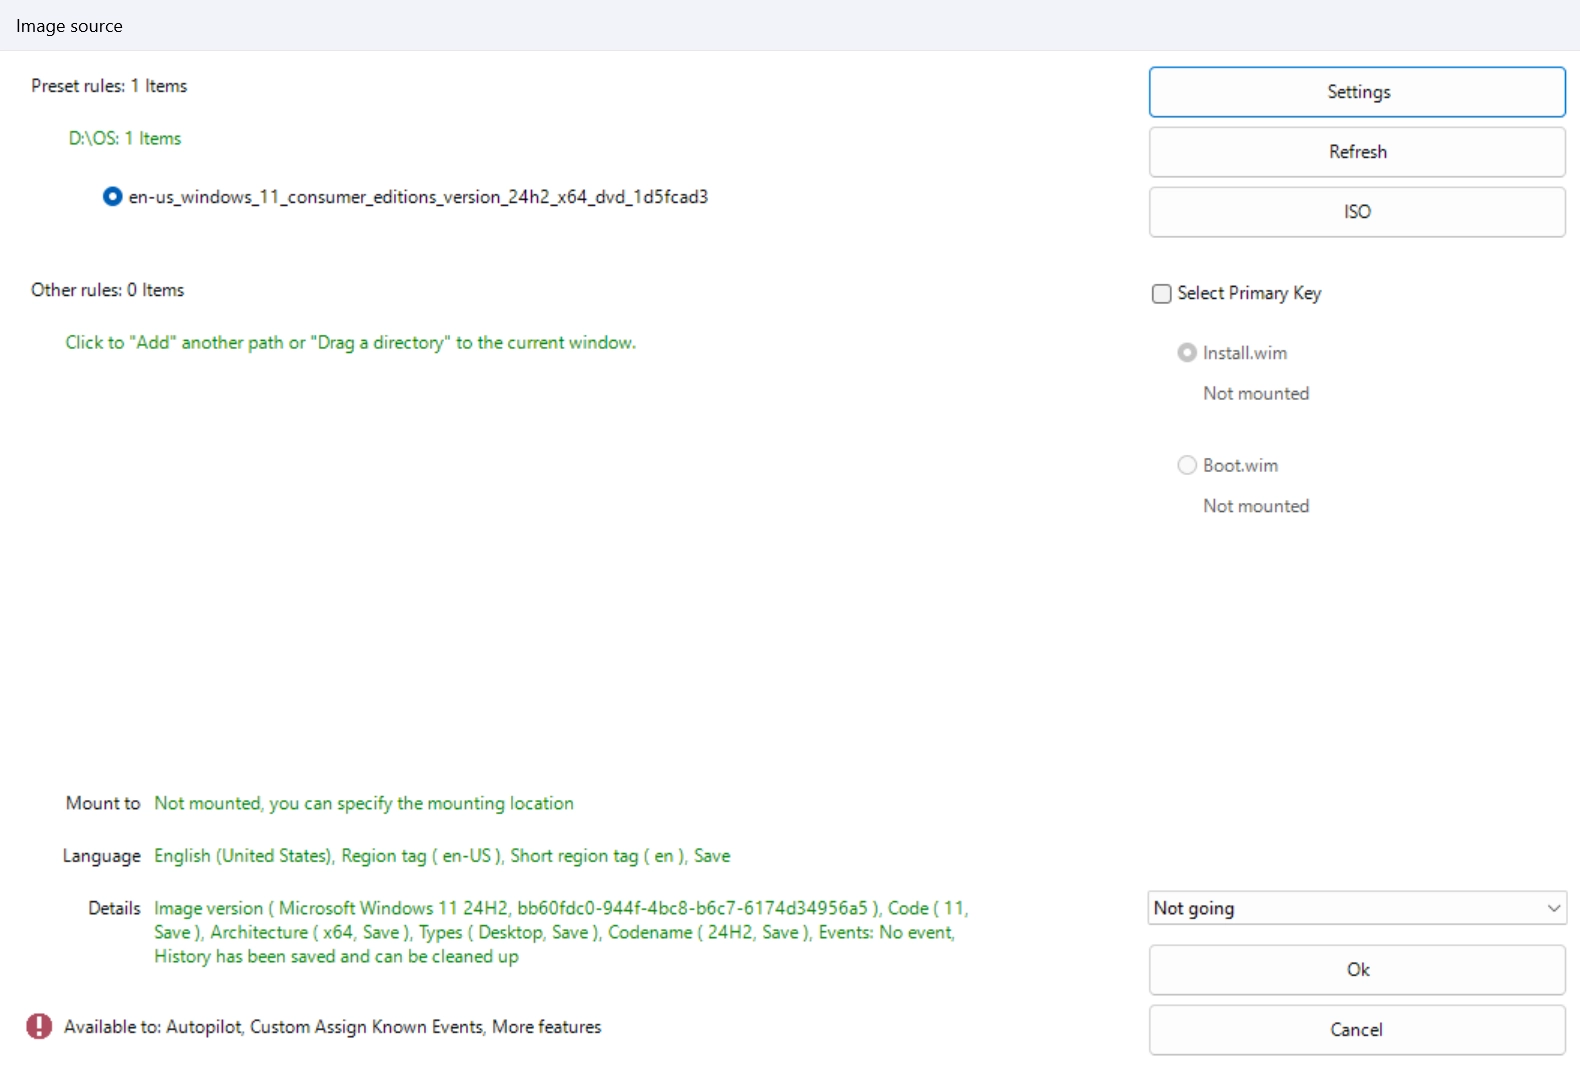 Image source
Preset rules: 1 Items
D:\OS: 1 Items
en-us_windows_11_consumer_editions_version_24h2_x64_dvd_1d5fcad3
Other rules: 0 Items
Click to "Add" another path or "Drag a directory" to the current window.
Settings
Refresh
ISO
Select Primary Key
Install.wim
Not mounted
Boot.wim
Not mounted
Mount to Not mounted, you can specify the mounting location
Language English (United States), Region tag ( en-US ), Short region tag ( en ), Save
Details Image version ( Microsoft Windows 11 24H2, bb60fdc0-944f-4bc8-b6c7-6174d34956a5 ), Code ( 11,
Save ), Architecture ( x64, Save ), Types ( Desktop, Save ), Codename ( 24H2, Save ), Events: No event,
History has been saved and can be cleaned up
Available to: Autopilot, Custom Assign Known Events, More features
Not going
Ok
Cancel